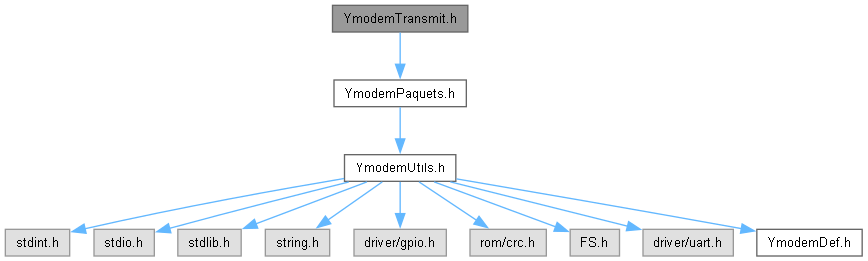 YmodemTransmit.h
YmodemPaquets.h
YmodemUtils.h
stdint.h
stdio.h
stdlib.h
string.h
driver/gpio.h
rom/crc.h
FS.h
driver/uart.h
YmodemDef.h